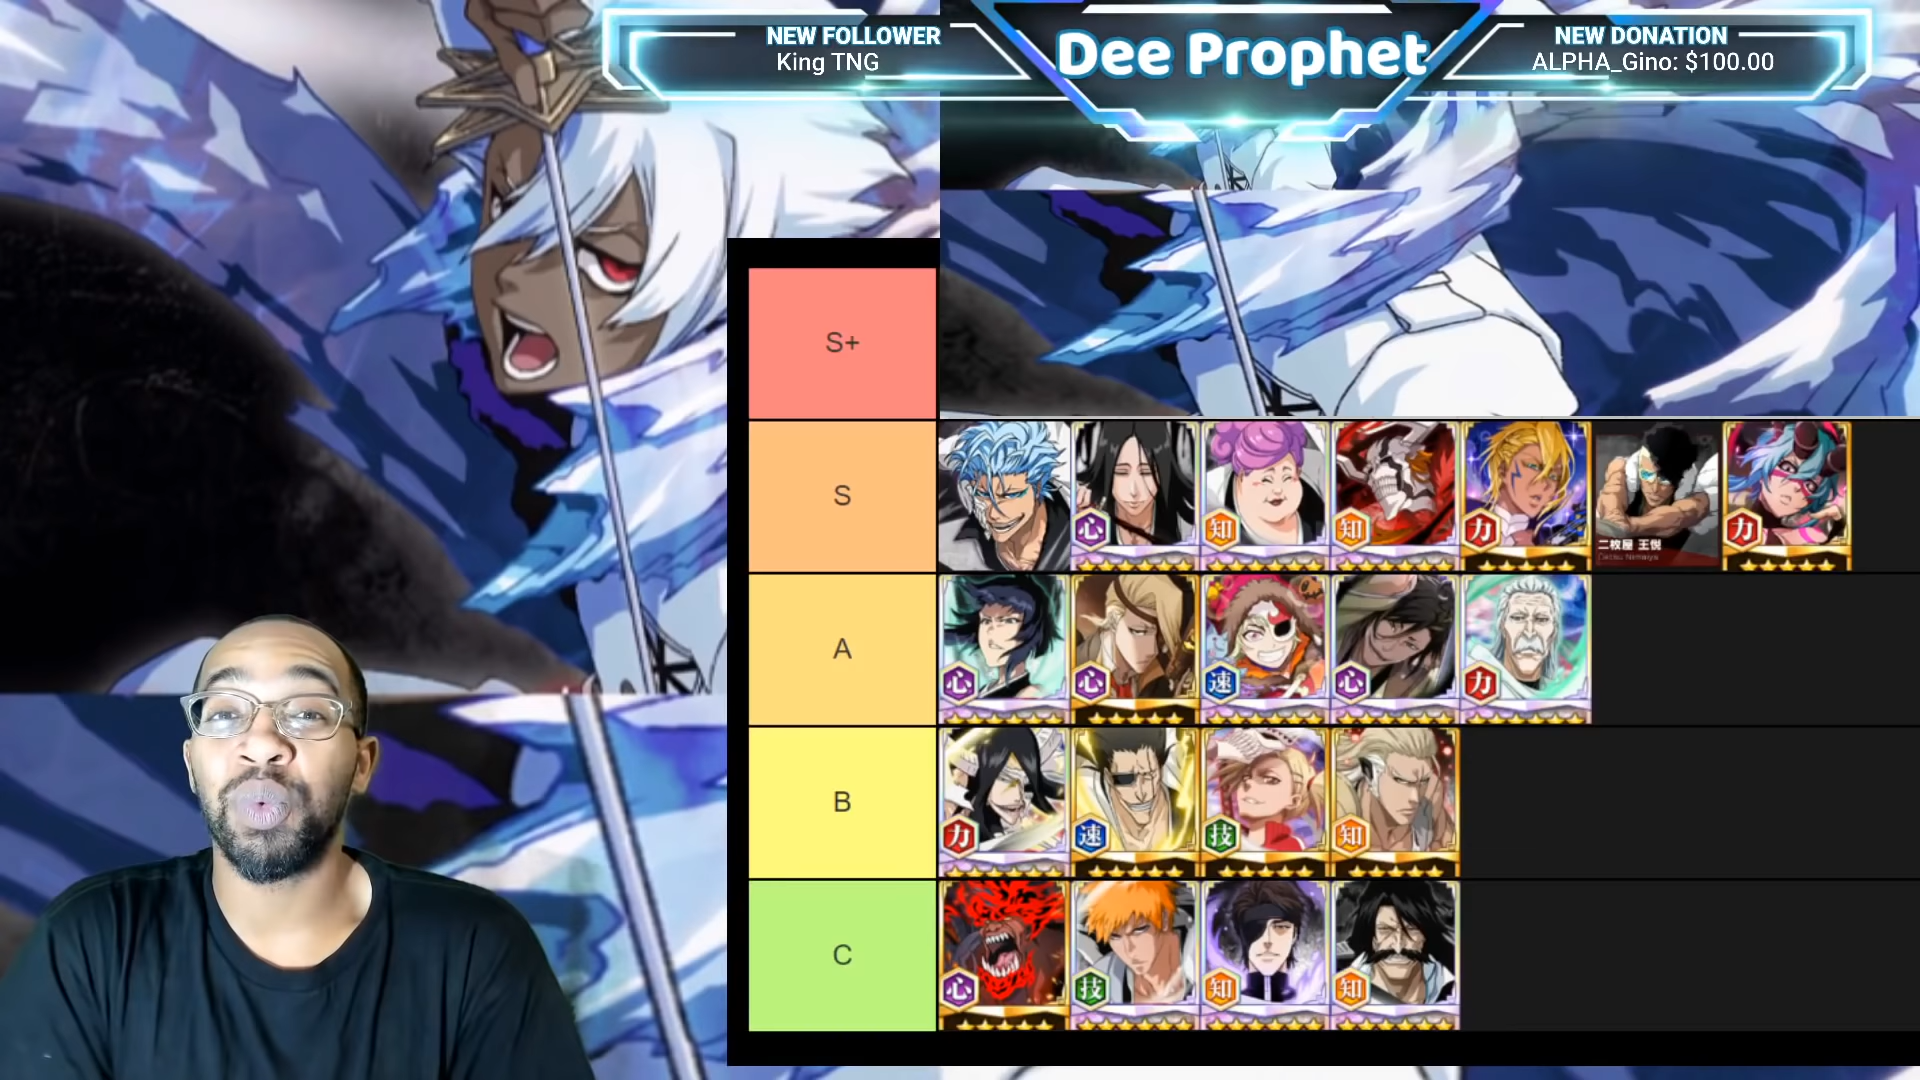 NEW FOLLOWER
King TNG
Dee Prophet
NEW DONATION
ALPHA_Gino: $100.00
S+
S
心
知
知
力
二枚屋 王悦
力
A
心
心
速
心
力
B
力
速
技
知
C
心
技
知
知